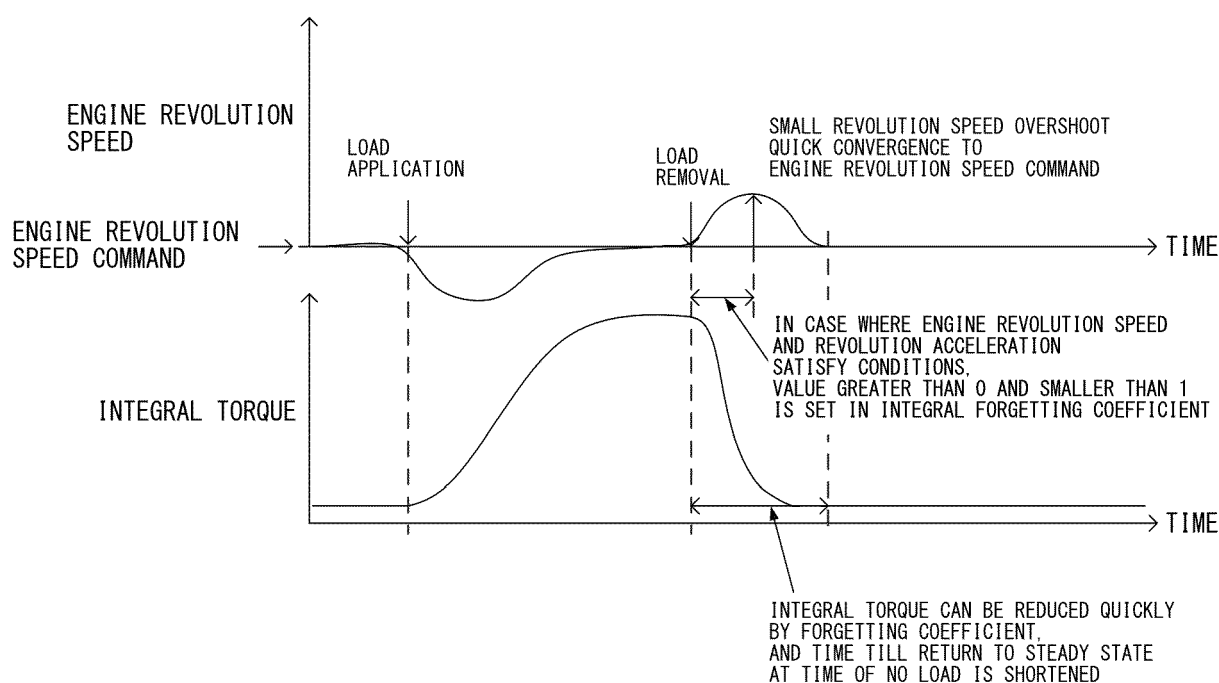 ENGINE REVOLUTION
SPEED
LOAD
APPLICATION
LOAD
REMOVAL
SMALL REVOLUTION SPEED OVERSHOOT
QUICK CONVERGENCE TO
ENGINE REVOLUTION SPEED COMMAND
ENGINE REVOLUTION
SPEED COMMAND
TIME
IN CASE WHERE ENGINE REVOLUTION SPEED
AND REVOLUTION ACCELERATION
SATISFY CONDITIONS,
VALUE GREATER THAN 0 AND SMALLER THAN 1
IS SET IN INTEGRAL FORGETTING COEFFICIENT
INTEGRAL TORQUE
TIME
INTEGRAL TORQUE CAN BE REDUCED QUICKLY
BY FORGETTING COEFFICIENT,
AND TIME TILL RETURN TO STEADY STATE
AT TIME OF NO LOAD IS SHORTENED